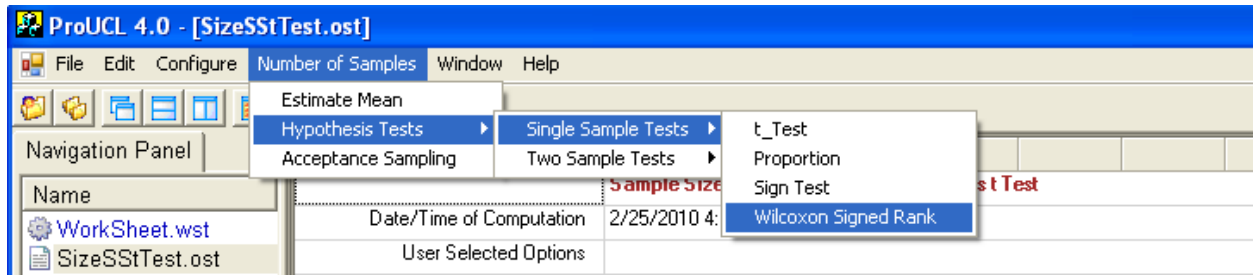 ProUCL 4.0 - [SizeSStTest.ost]
File Edit Configure Number of Samples Window Help
Estimate Mean
Hypothesis Tests
Acceptance Sampling
Single Sample Tests
Two Sample Tests
t_Test
Proportion
Sign Test
Wilcoxon Signed Rank
Navigation Panel
Name
WorkSheet.wst
SizeSStTest.ost
Sample Size s t Test
Date/Time of Computation 2/25/2010 4:
User Selected Options